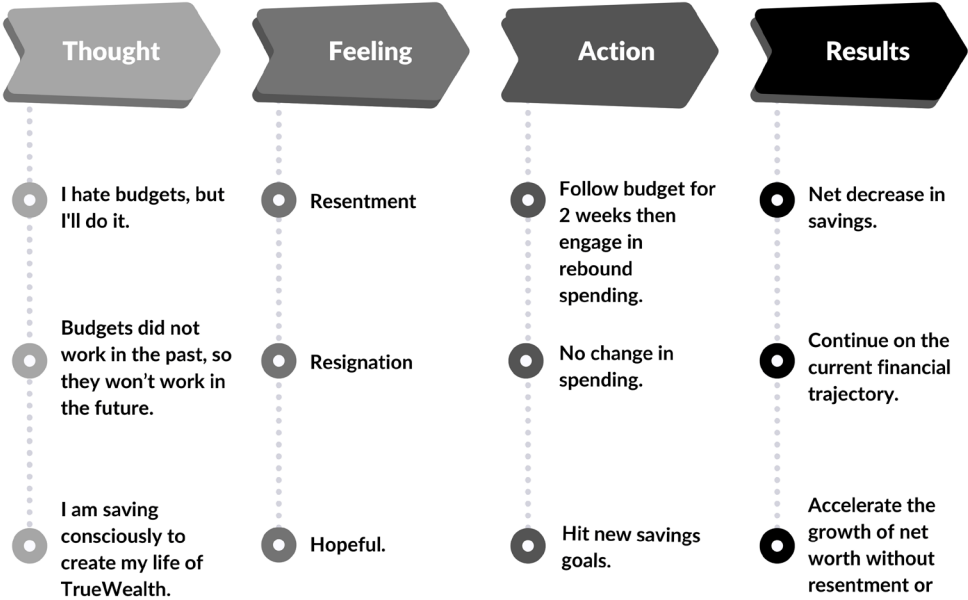 Thought
Feeling
Action
Results
I hate budgets, but
I'll do it.
Resentment
Follow budget for
2 weeks then
engage in
rebound
spending.
Net decrease in
savings.
Budgets did not
work in the past, so
they won’t work in
the future.
Resignation
No change in
spending.
Continue on the
current financial
trajectory.
I am saving
consciously to
create my life of
TrueWealth.
Hopeful.
Hit new savings
goals.
Accelerate the
growth of net
worth without
resentment or